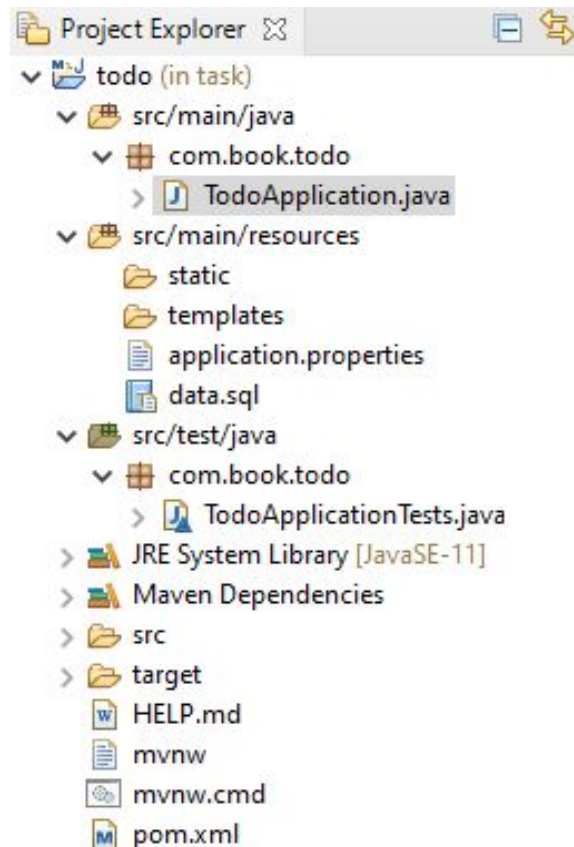 Project Explorer
todo (in task)
src/main/java
com.book.todo
TodoApplication.java
src/main/resources
static
templates
application.properties
data.sql
src/test/java
com.book.todo
TodoApplicationTests.java
JRE System Library [JavaSE-11]
Maven Dependencies
src
target
HELP.md
mvnw
mvnw.cmd
pom.xml